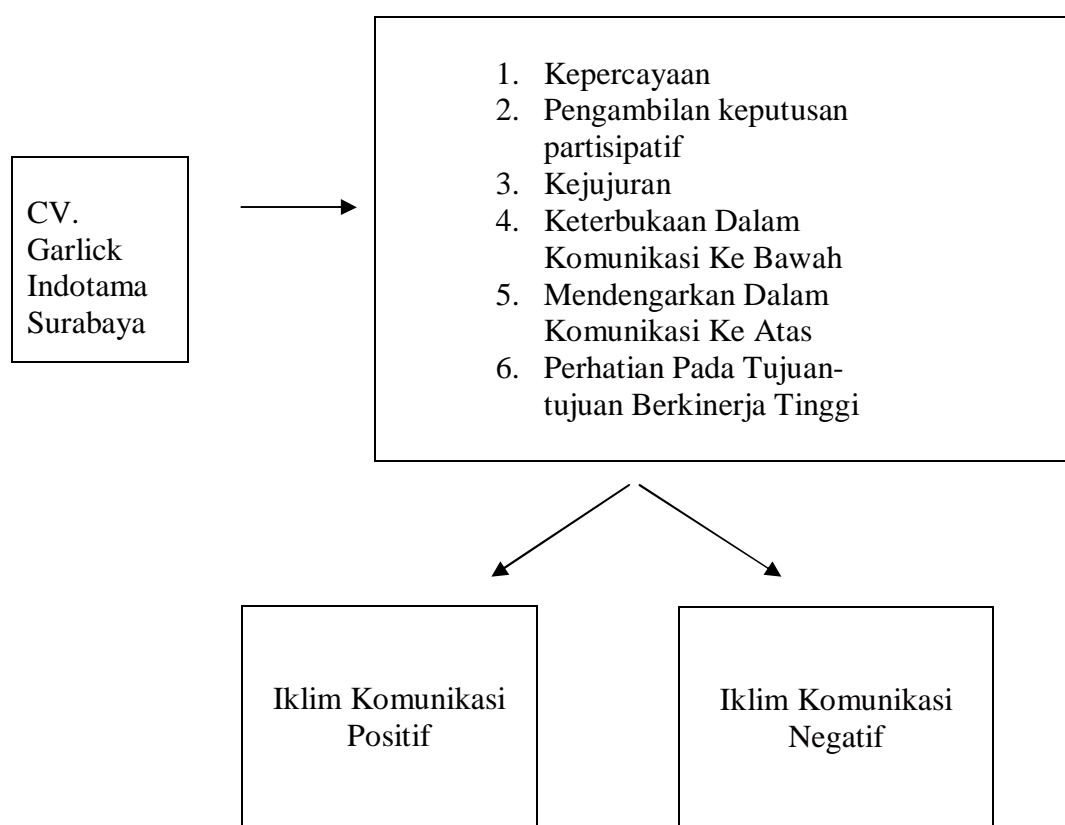 CV.
Garlick
Indotama
Surabaya
1. Kepercayaan
2. Pengambilan keputusan
partisipatif
3. Kejujuran
4. Keterbukaan Dalam
Komunikasi Ke Bawah
5. Mendengarkan Dalam
Komunikasi Ke Atas
6. Perhatian Pada Tujuan-
tujuan Berkinerja Tinggi
Iklim Komunikasi
Positif
Iklim Komunikasi
Negatif